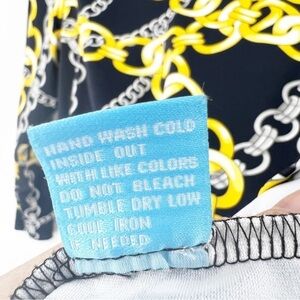 HAND WASH COLD
INSIDE OUT
WITH LIKE COLORS
DO NOT BLEACH
TUMBLE DRY LOW
COOL IRON
IF NEEDED